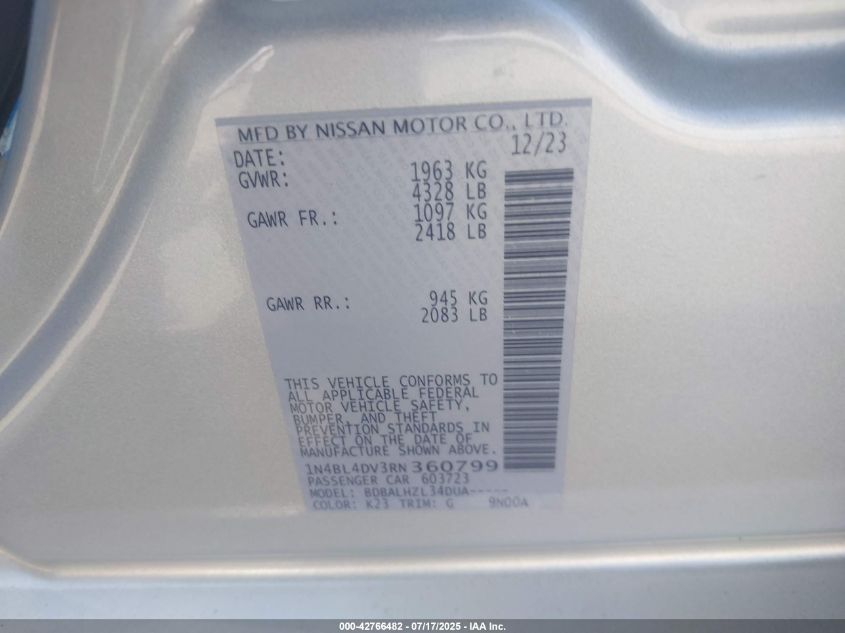 MFD BY NISSAN MOTOR CO., LTD.
DATE: 12/23
GVWR: 1963 KG
4328 LB
GAWR FR.: 1097 KG
2418 LB
GAWR RR.: 945 KG
2083 LB
THIS VEHICLE CONFORMS TO
ALL APPLICABLE FEDERAL
MOTOR VEHICLE SAFETY,
BUMPER, AND THEFT
PREVENTION STANDARDS IN
EFFECT ON THE DATE OF
MANUFACTURE SHOWN ABOVE.
1N4BL4DV3RN360799
PASSENGER CAR 603723
MODEL: BDBALHZL34DUA-----
COLOR: K23 TRIM: G 9N00A
000-42766482 - 07/17/2025 - IAA Inc.